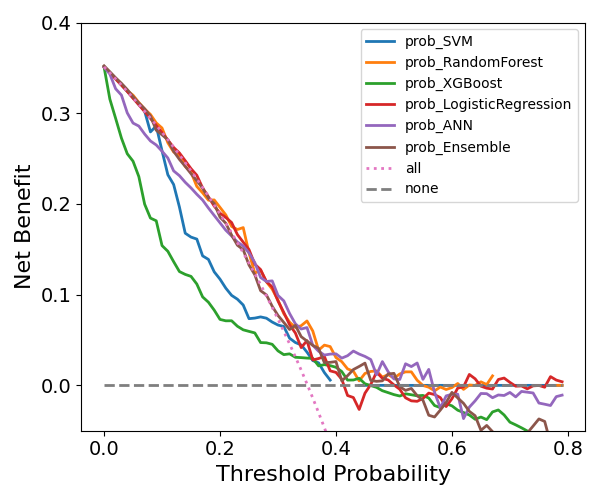 0.4
0.3
0.2
0.1
0.0
Net Benefit
prob_SVM
prob_RandomForest
prob_XGBoost
prob_LogisticRegression
prob_ANN
prob_Ensemble
all
none
0.0 0.2 0.4 0.6 0.8
Threshold Probability